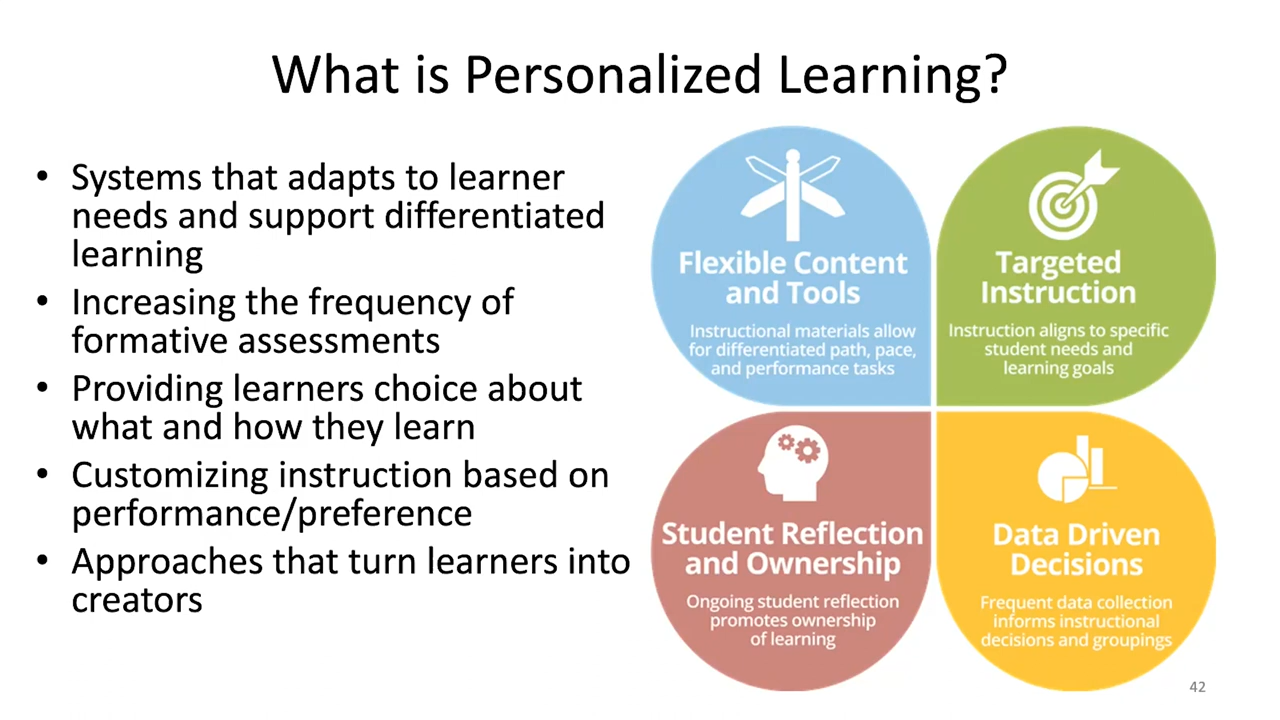 What is Personalized Learning?
• Systems that adapts to learner
needs and support differentiated
learning
• Increasing the frequency of
formative assessments
• Providing learners choice about
what and how they learn
• Customizing instruction based on
performance/preference
• Approaches that turn learners into
creators
Flexible Content
and Tools
Instructional materials allow
for differentiated path, pace,
and performance tasks
Targeted
Instruction
Instruction aligns to specific
student needs and
learning goals
Student Reflection
and Ownership
Ongoing student reflection
promotes ownership
of learning
Data Driven
Decisions
Frequent data collection
informs instructional
decisions and groupings
42